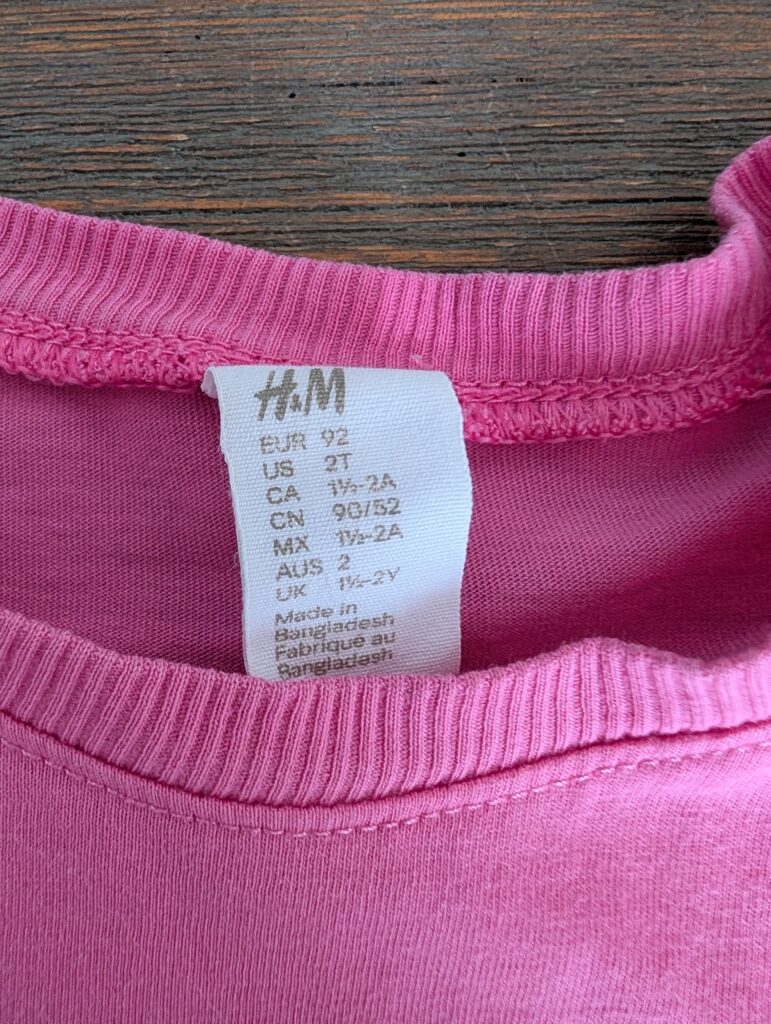 H&M
EUR 92
US 2T
CA 1½-2A
CN 90/52
MX 1½-2A
AUS 2
UK 1½-2Y
Made in
Bangladesh
Fabriqué au
Bangladesh